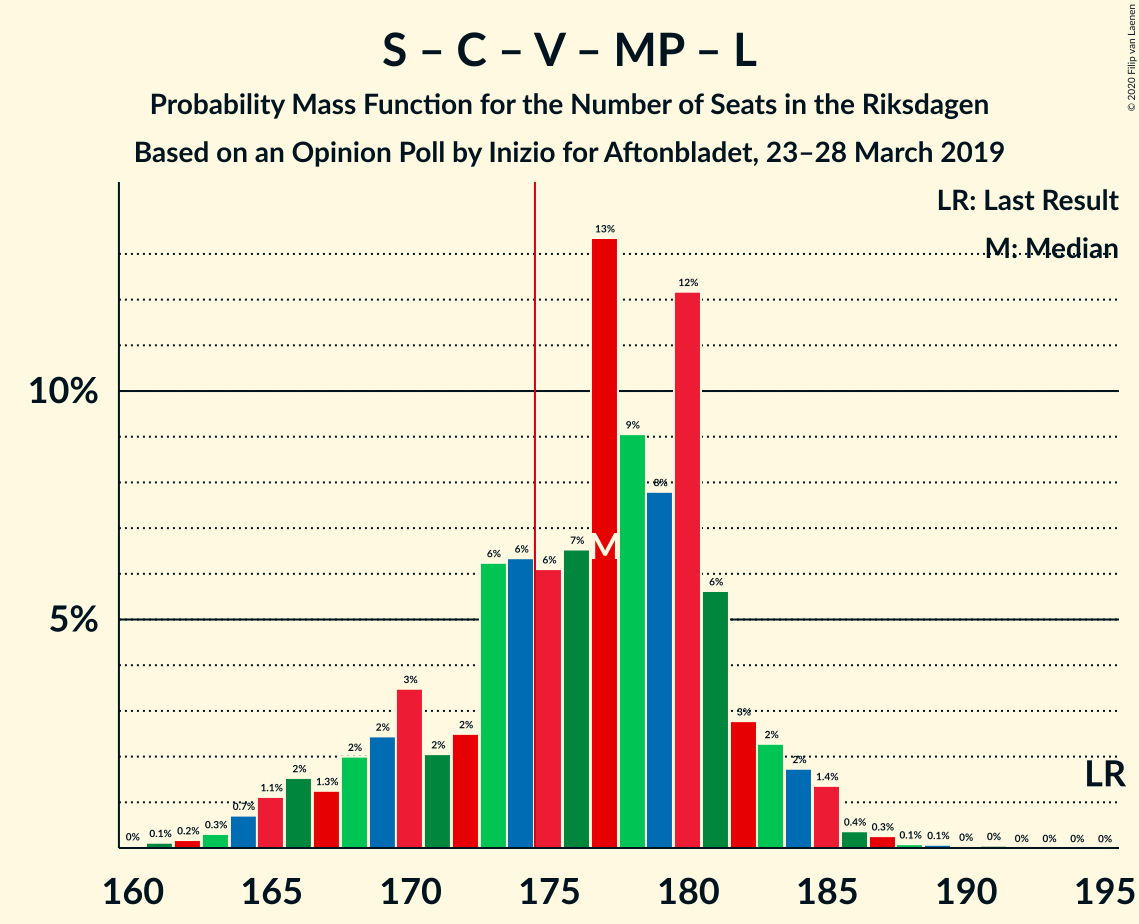 S – C – V – MP – L
Probability Mass Function for the Number of Seats in the Riksdagen
Based on an Opinion Poll by Inizio for Aftonbladet, 23–28 March 2019
© 2020 Filip van Laenen
LR: Last Result
M: Median
10%
5%
0% 0.1% 0.2% 0.3% 0.7% 1.1% 2% 1.3% 2% 2% 3% 2% 2% 6% 6% 6% 7% 13% 9% 8% 12% 6% 3% 2% 2% 1.4% 0.4% 0.3% 0.1% 0.1% 0% 0% 0% 0% 0% 0%
M
LR
160 165 170 175 180 185 190 195